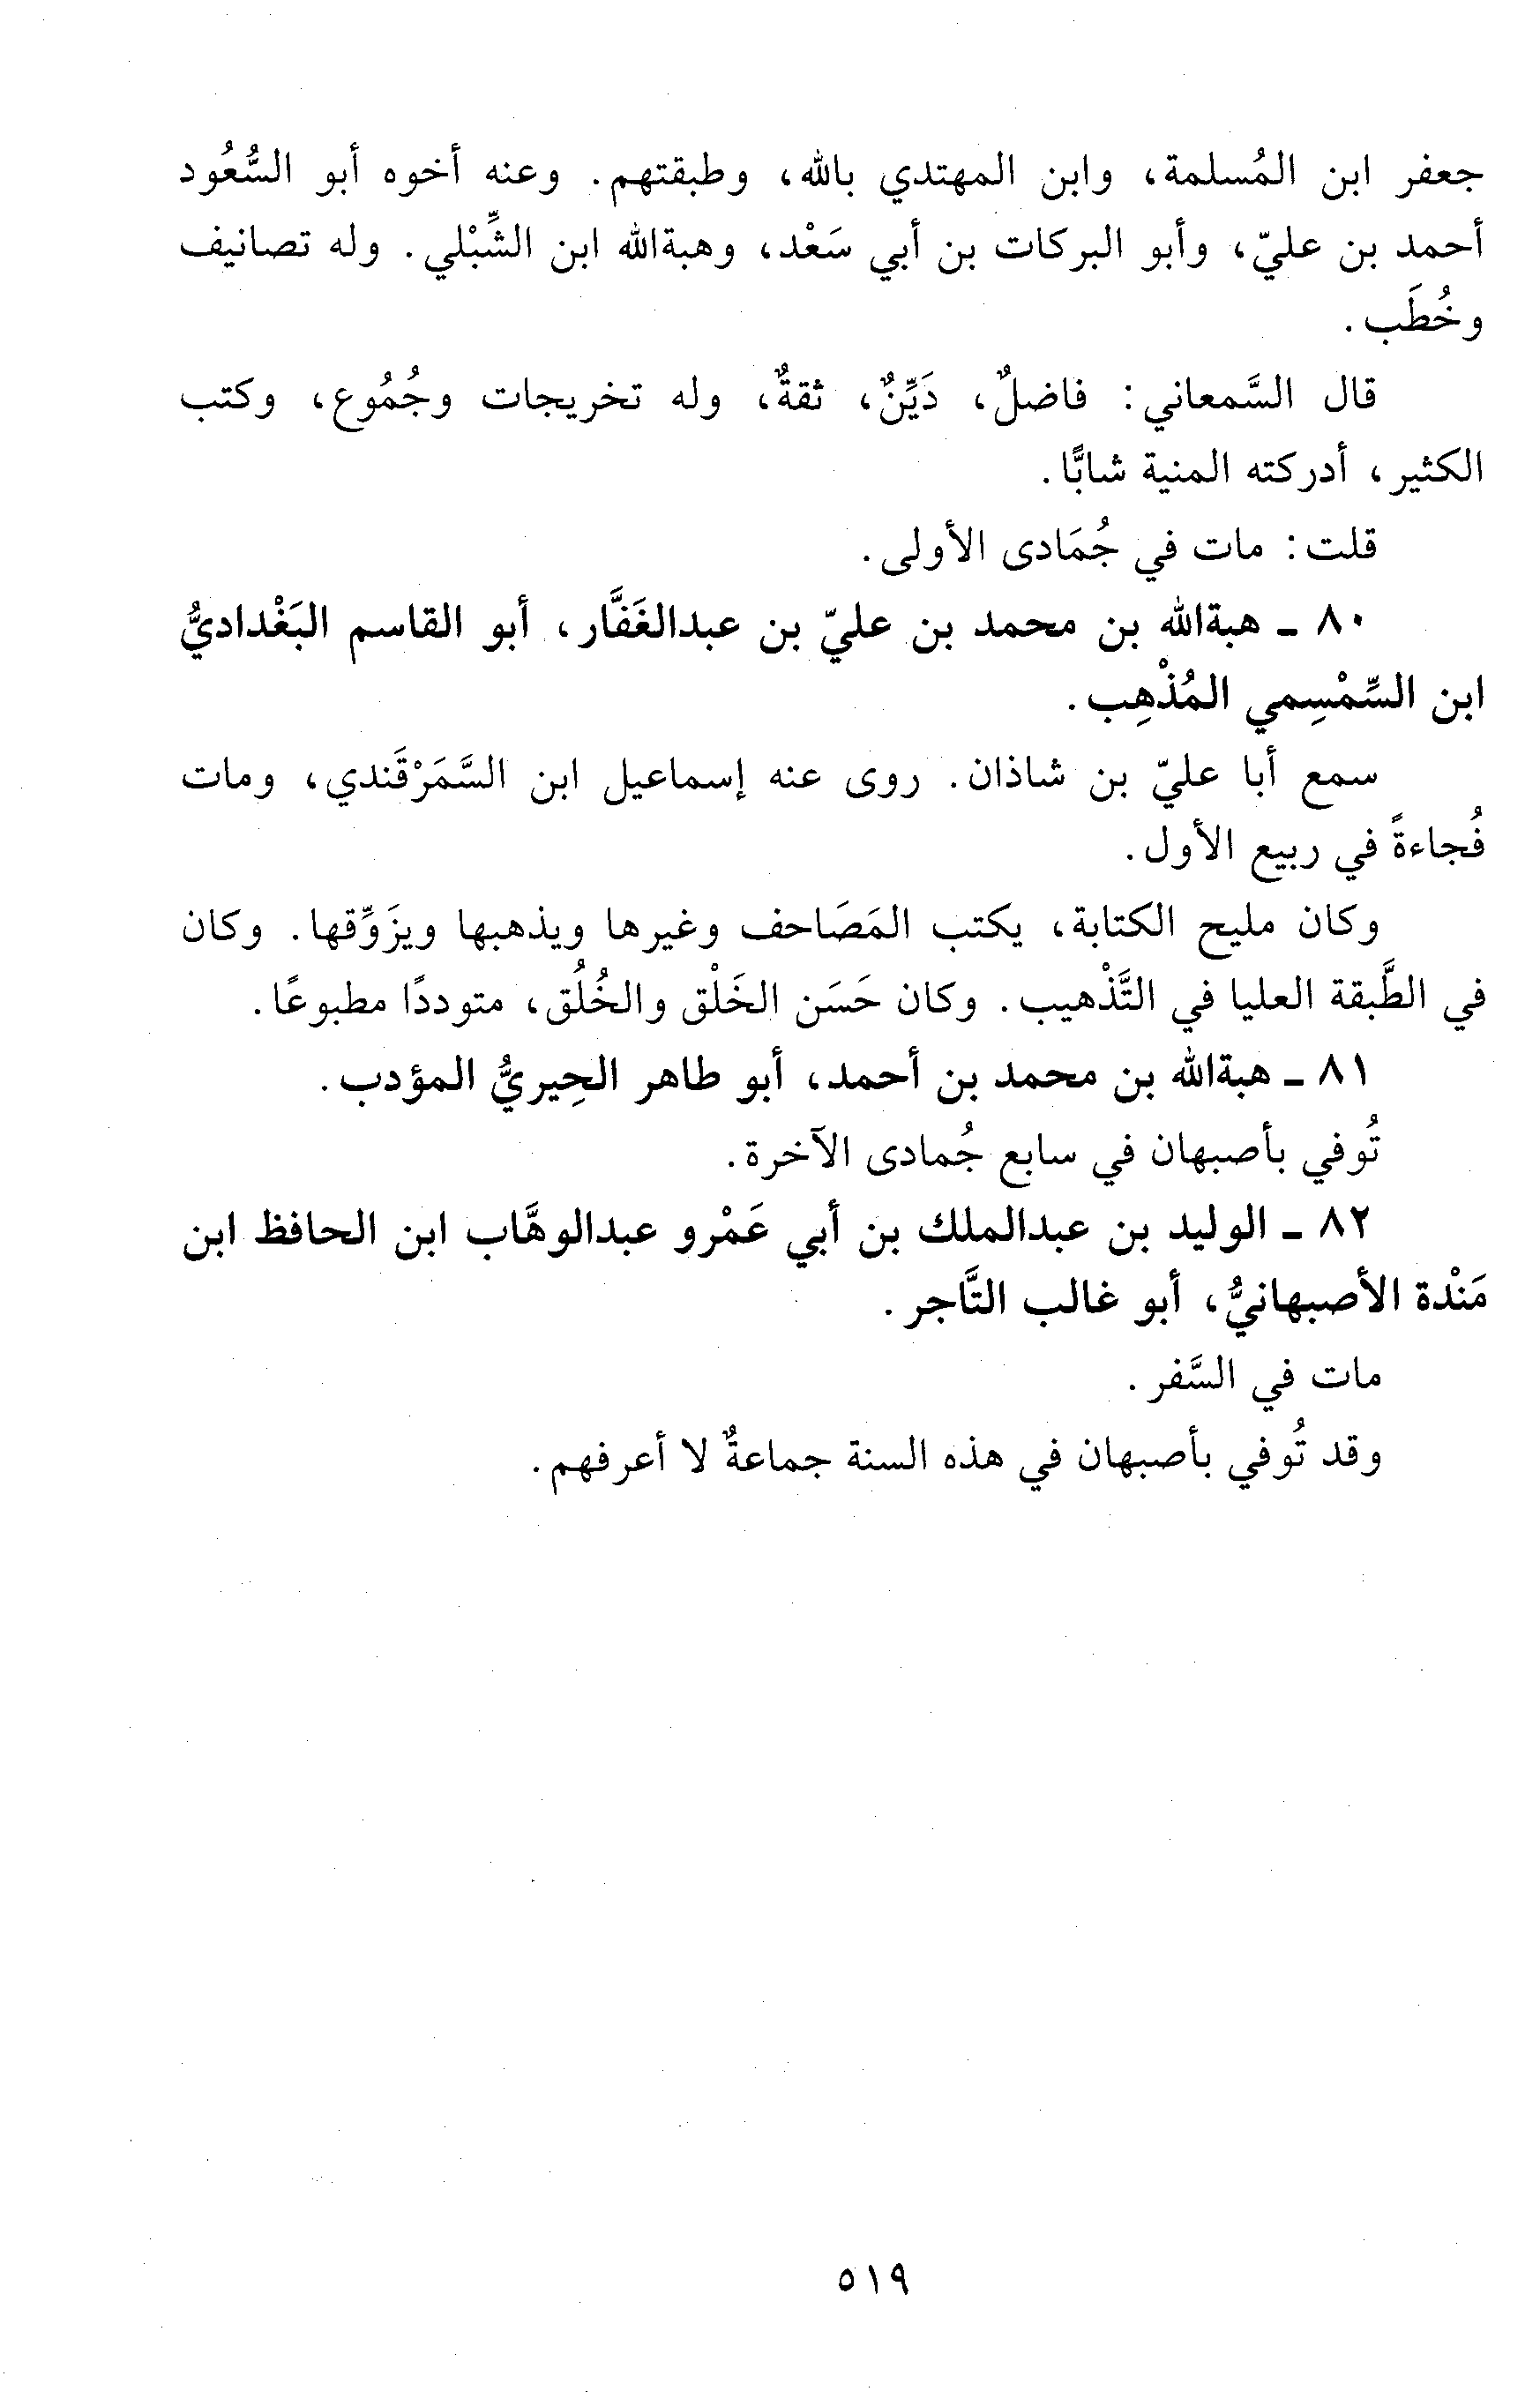 جعفر ابن المُسلمة، وابن المهتدي بالله، وطبقتهم. وعنه أخوه أبو السُّعُود
أحمد بن عليّ، وأبو البركات بن أبي سَعْد، وهبةالله ابن الشِّبْلي. وله تصانيف
وخُطَب.
قال السَّمعاني: فاضلٌ، دَيِّنٌ، ثقةٌ، وله تخريجات وجُمُوع، وكتب
الكثير، أدركته المنية شابًّا.
قلت: مات في جُمَادى الأولى.
٨٠ ـ هبةالله بن محمد بن عليّ بن عبدالغَفَّار، أبو القاسم البَغْداديُّ
ابن السِّمْسِمي المُذْهِب.
سمع أبا عليّ بن شاذان. روى عنه إسماعيل ابن السَّمَرْقَندي، ومات
فُجاءةً في ربيع الأول.
وكان مليح الكتابة، يكتب المَصَاحف وغيرها ويذهبها ويزَوِّقها. وكان
في الطَّبقة العليا في التَّذْهيب. وكان حَسَن الخَلْق والخُلُق، متوددًا مطبوعًا.
٨١ ـ هبةالله بن محمد بن أحمد، أبو طاهر الحِيريُّ المؤدب.
تُوفي بأصبهان في سابع جُمادى الآخرة.
٨٢ ـ الوليد بن عبدالملك بن أبي عَمْرو عبدالوهَّاب ابن الحافظ ابن
مَنْدة الأصبهانيُّ، أبو غالب التَّاجر.
مات في السَّفر.
وقد تُوفي بأصبهان في هذه السنة جماعةٌ لا أعرفهم.
٥١٩